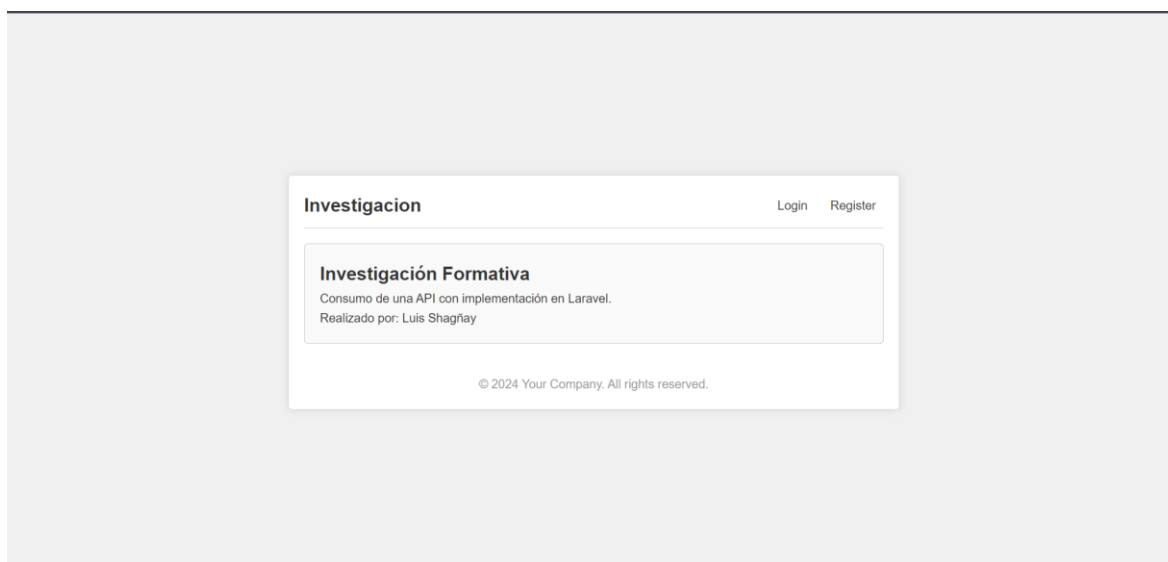 Investigacion
Login Register
Investigación Formativa
Consumo de una API con implementación en Laravel.
Realizado por: Luis Shagñay
© 2024 Your Company. All rights reserved.